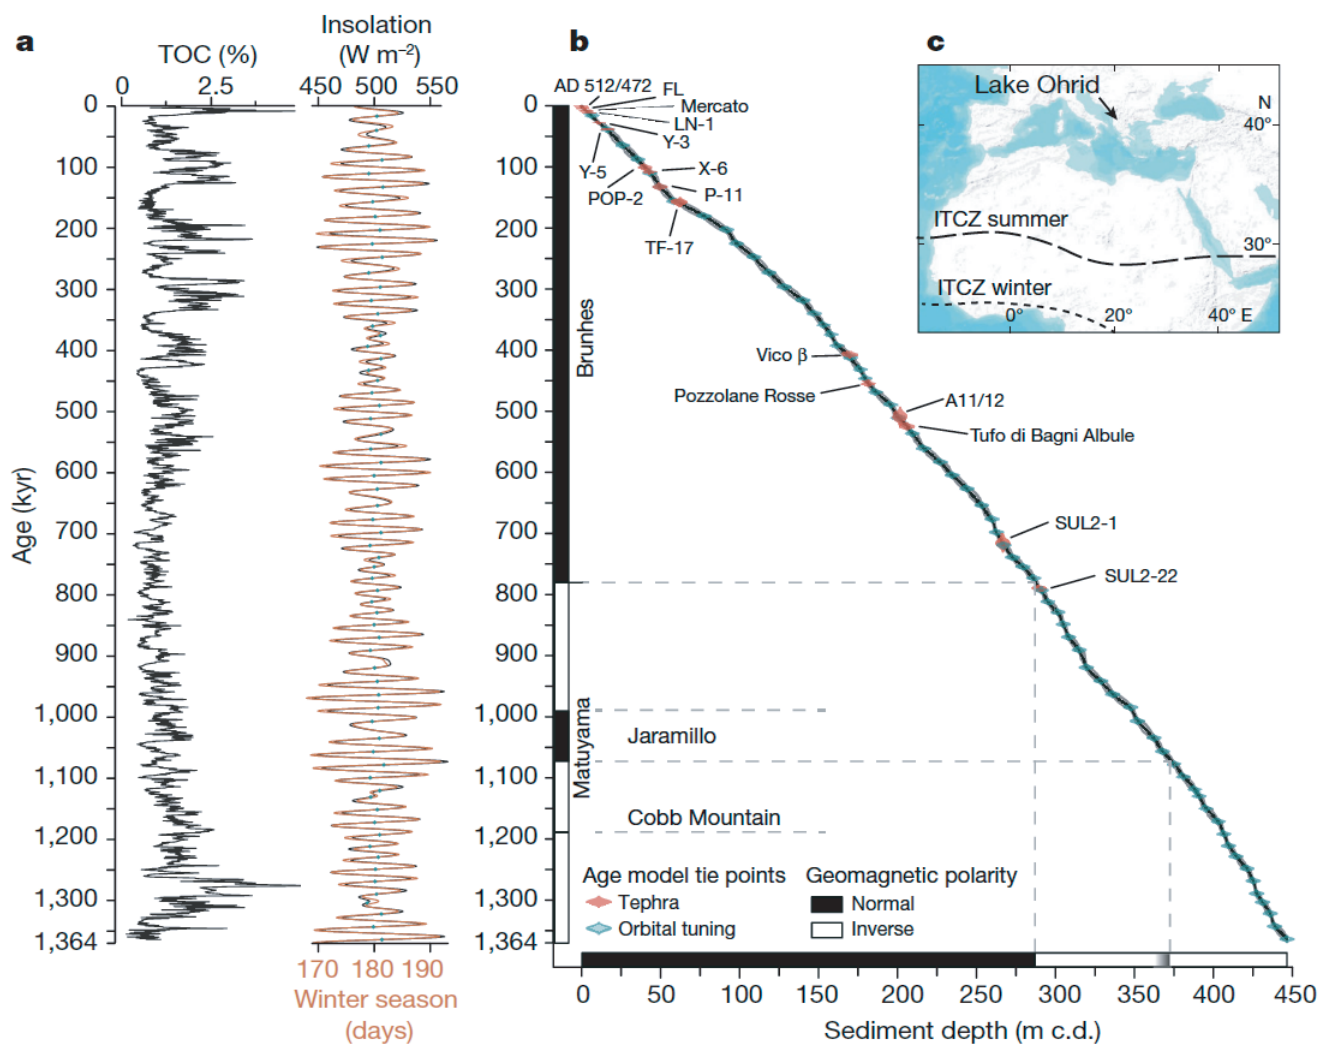 a
TOC (%)
0
2.5
Insolation
(W m⁻²)
450
500
550
0
100
200
300
400
500
600
700
800
900
1,000
1,100
1,200
1,300
1,364
Age (kyr)
170
180
190
Winter season
(days)
b
AD 512/472
FL
Mercato
LN-1
Y-3
Y-5
X-6
POP-2
P-11
TF-17
Vico β
Pozzolane Rosse
A11/12
Tufo di Bagni Albule
SUL2-1
SUL2-22
0
100
200
300
400
500
600
700
800
900
1,000
1,100
1,200
1,300
1,364
Brunhes
Matuyama
Jaramillo
Cobb Mountain
Age model tie points
Tephra
Orbital tuning
Geomagnetic polarity
Normal
Inverse
0
50
100
150
200
250
300
350
400
450
Sediment depth (m c.d.)
c
Lake Ohrid
N
40°
ITCZ summer
30°
ITCZ winter
0°
20°
40° E